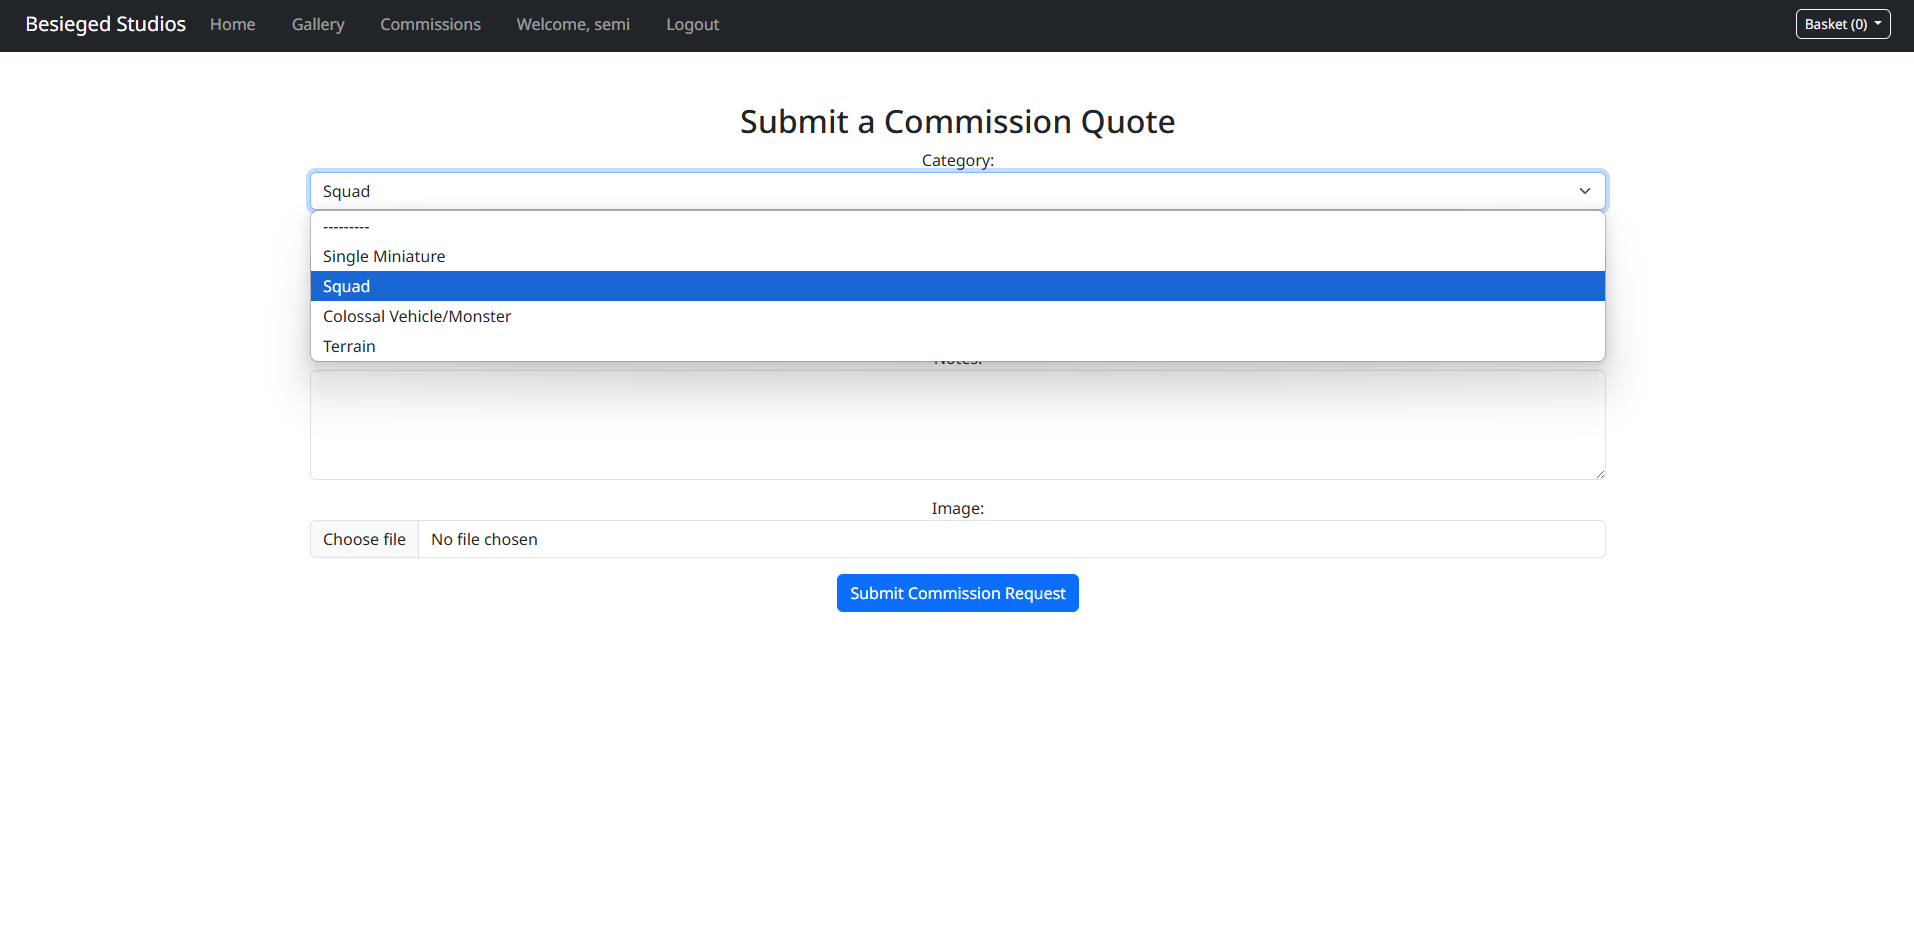 Besieged Studios Home Gallery Commissions Welcome, semi Logout Basket (0)
Submit a Commission Quote
Category:
Squad
---------
Single Miniature
Squad
Colossal Vehicle/Monster
Terrain
Notes:
Image:
Choose file No file chosen
Submit Commission Request